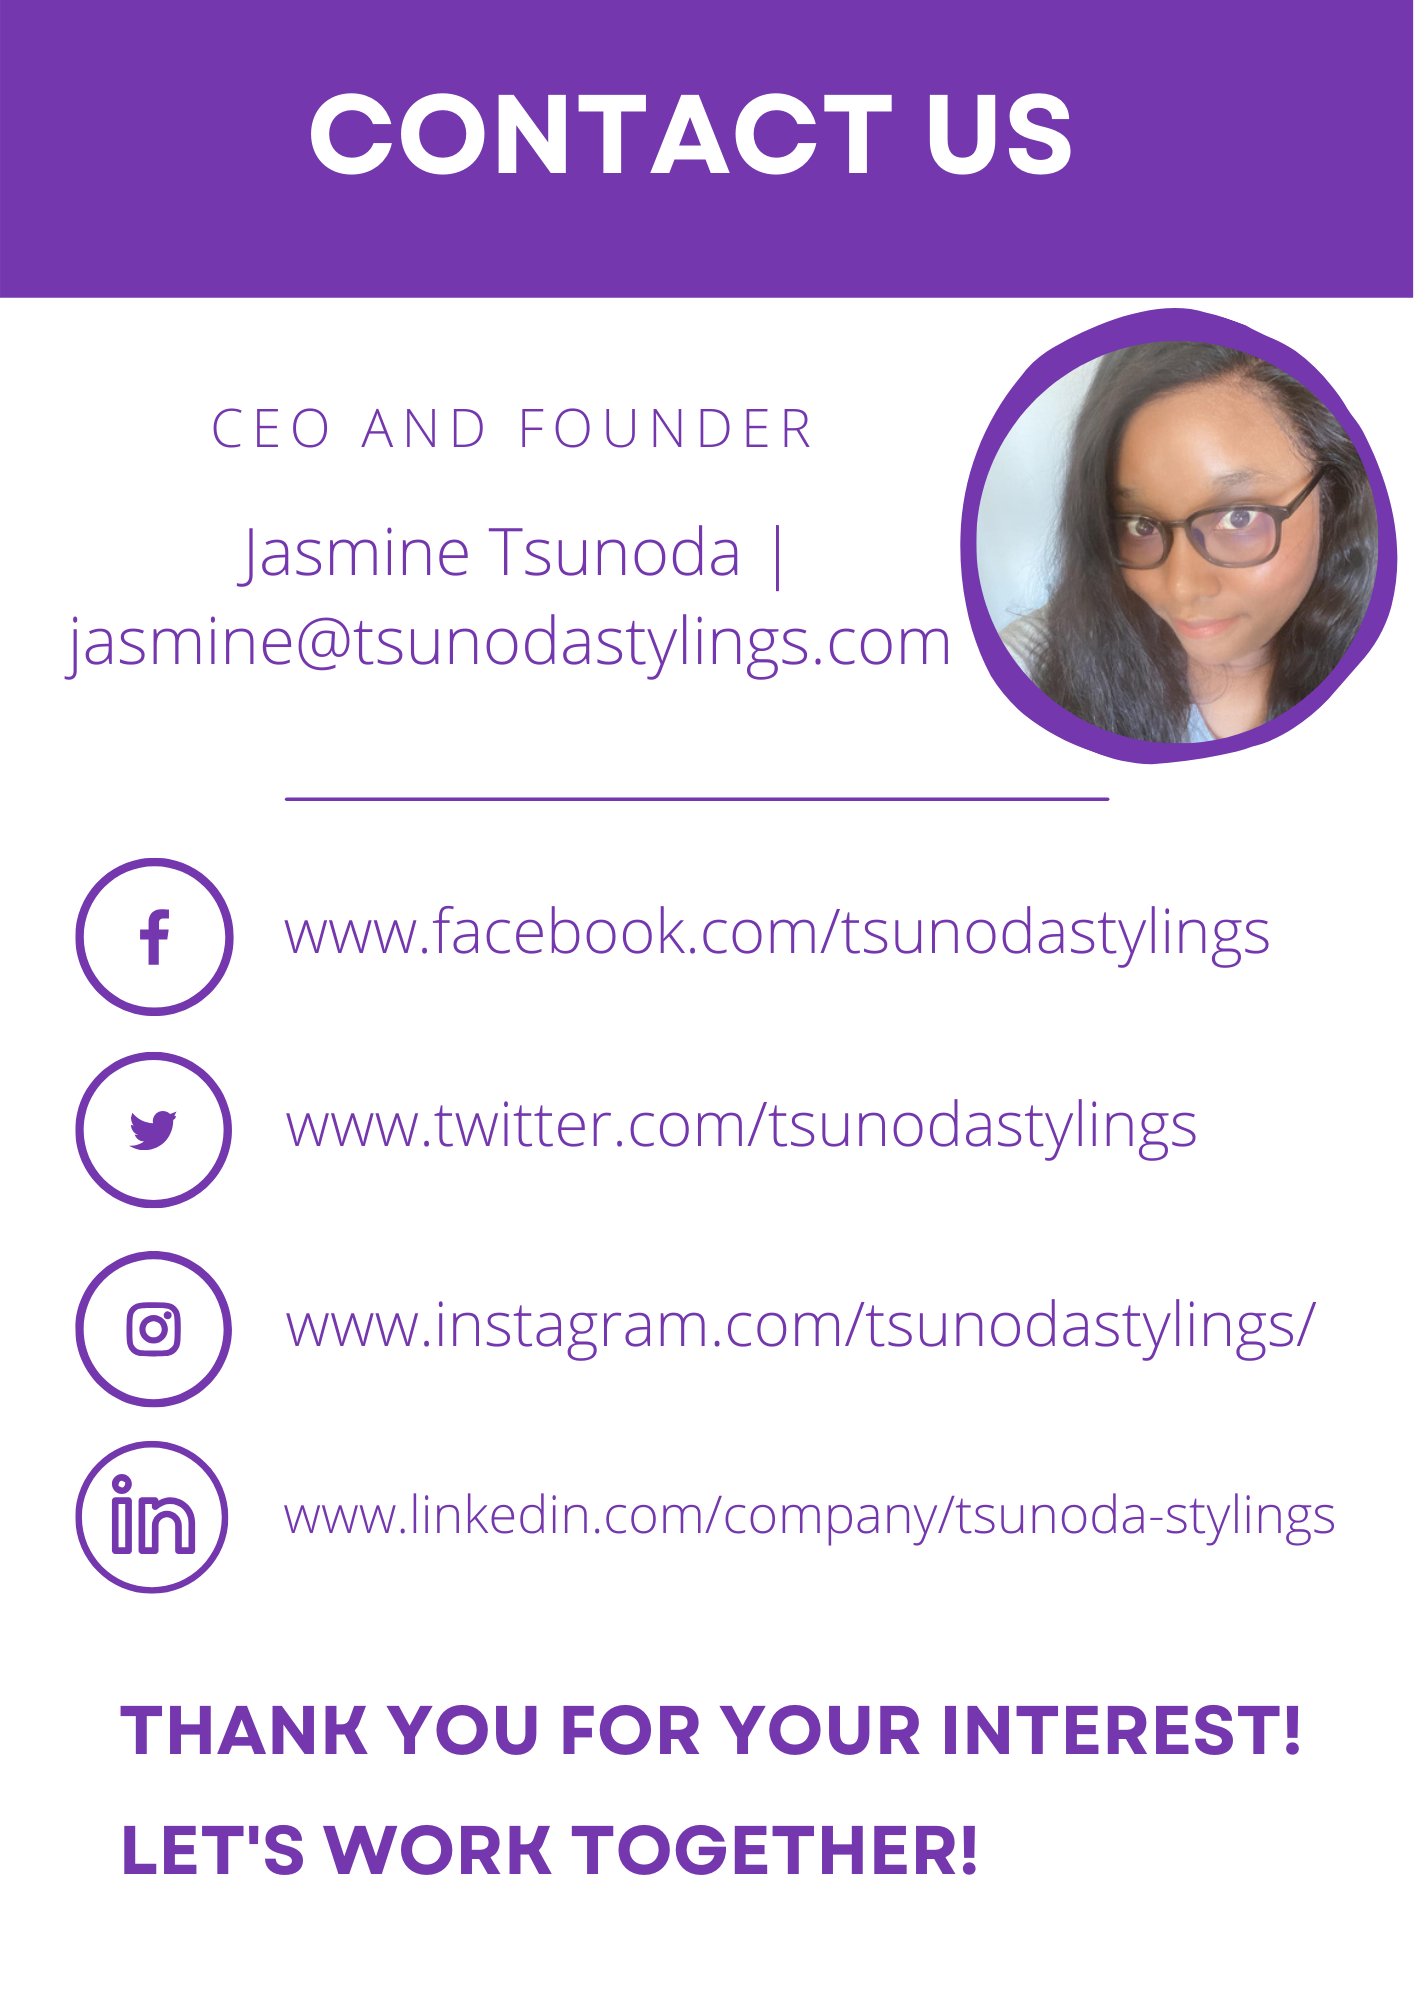 CONTACT US
CEO AND FOUNDER
Jasmine Tsunoda |
jasmine@tsunodastylings.com
www.facebook.com/tsunodastylings
www.twitter.com/tsunodastylings
www.instagram.com/tsunodastylings/
in www.linkedin.com/company/tsunoda-stylings
THANK YOU FOR YOUR INTEREST!
LET'S WORK TOGETHER!